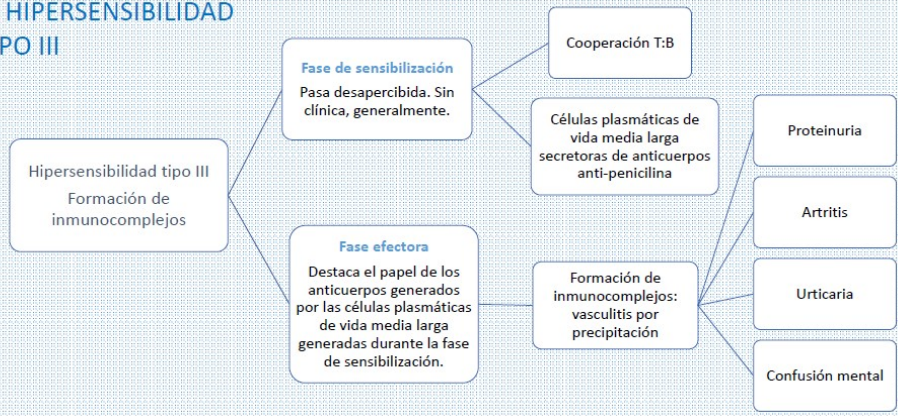 HIPERSENSIBILIDAD
PO III
Fase de sensibilización
Pasa desapercibida. Sin
clínica, generalmente.
Cooperación T:B
Células plasmáticas de
vida media larga
secretoras de anticuerpos
anti-penicilina
Hipersensibilidad tipo III
Formación de
inmunocomplejos
Fase efectora
Destaca el papel de los
anticuerpos generados
por las células plasmáticas
de vida media larga
generadas durante la fase
de sensibilización.
Formación de
inmunocomplejos:
vasculitis por
precipitación
Proteinuria
Artritis
Urticaria
Confusión mental